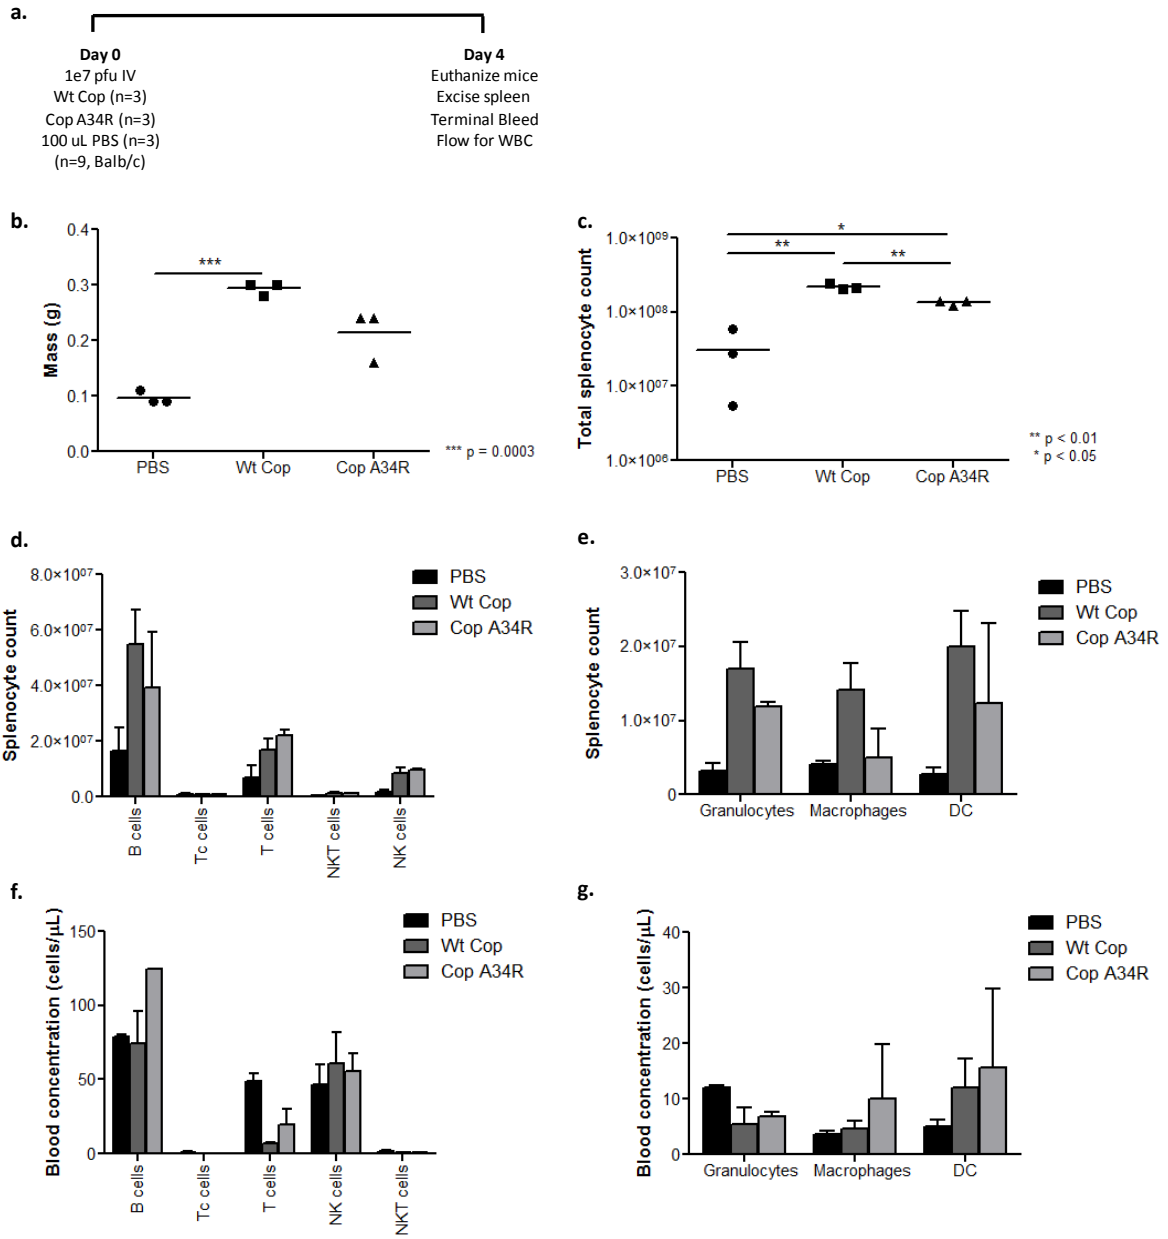 a.
Day 0
1e7 pfu IV
Wt Cop (n=3)
Cop A34R (n=3)
100 uL PBS (n=3)
(n=9, Balb/c)
Day 4
Euthanize mice
Excise spleen
Terminal Bleed
Flow for WBC
b.
Mass (g)
0.4
0.3
0.2
0.1
0.0
***
PBS
Wt Cop
Cop A34R
*** p = 0.0003
c.
Total splenocyte count
1.0×10⁰⁹
1.0×10⁰⁸
1.0×10⁰⁷
1.0×10⁰⁶
*
**
**
PBS
Wt Cop
Cop A34R
** p < 0.01
* p < 0.05
d.
Splenocyte count
8.0×10⁰⁷
6.0×10⁰⁷
4.0×10⁰⁷
2.0×10⁰⁷
0.0
PBS
Wt Cop
Cop A34R
B cells
Tc cells
T cells
NKT cells
NK cells
e.
Splenocyte count
3.0×10⁷
2.0×10⁷
1.0×10⁷
0
PBS
Wt Cop
Cop A34R
Granulocytes
Macrophages
DC
f.
Blood concentration (cells/µL)
150
100
50
0
PBS
Wt Cop
Cop A34R
B cells
Tc cells
T cells
NK cells
NKT cells
g.
Blood concentration (cells/µL)
40
30
20
10
0
PBS
Wt Cop
Cop A34R
Granulocytes
Macrophages
DC